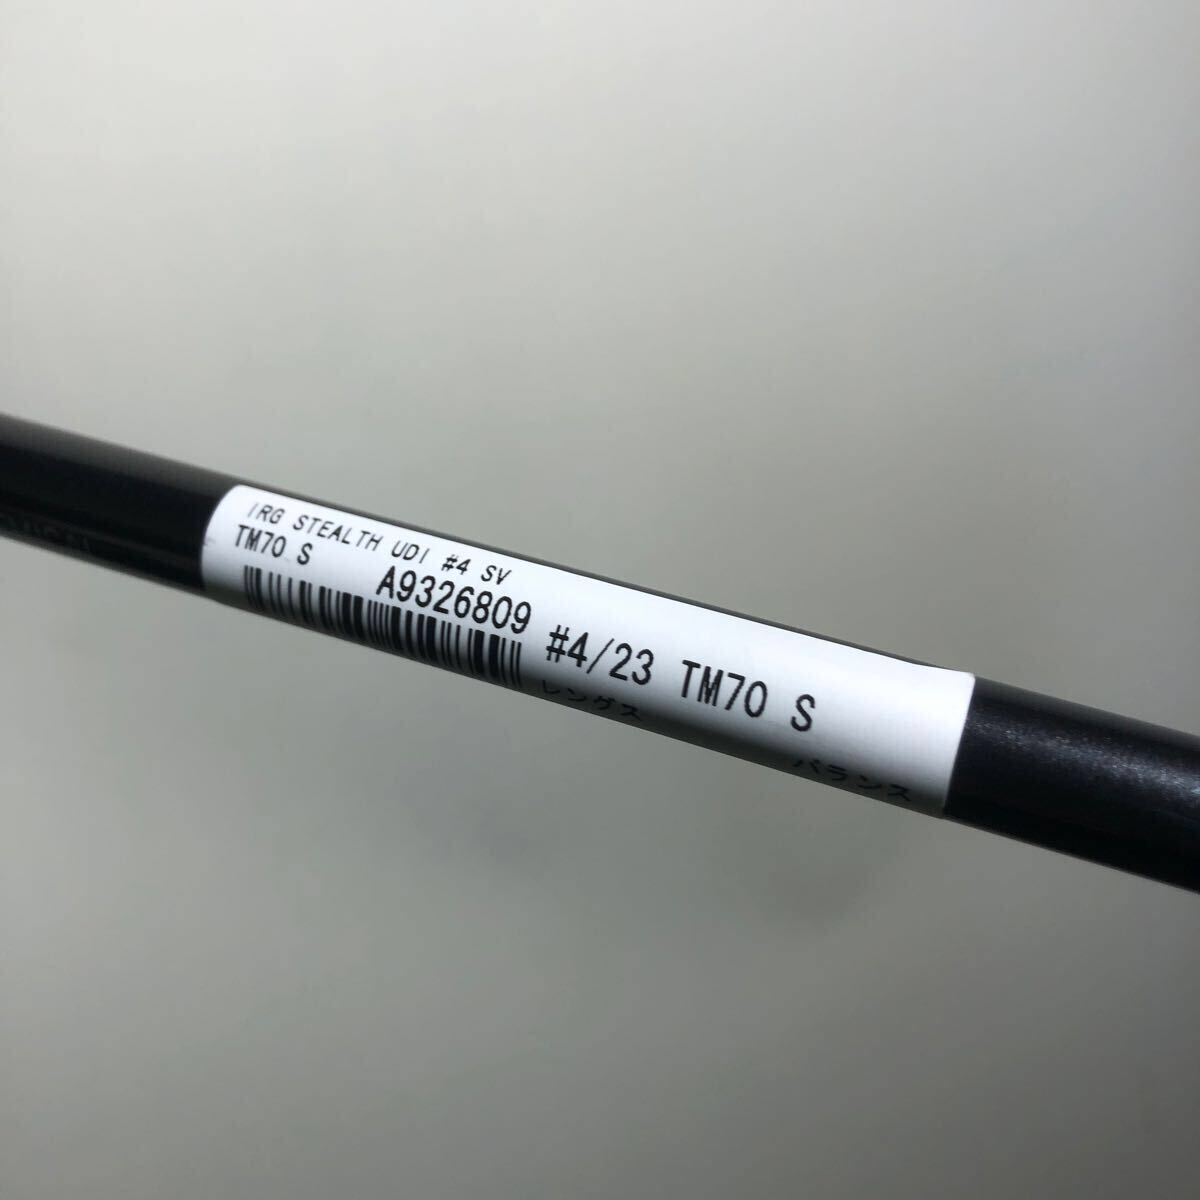 IRG STEALTH UDI #4 SV
TM70 S
A9326809
#4/23 TM70 S
レングス
バランス